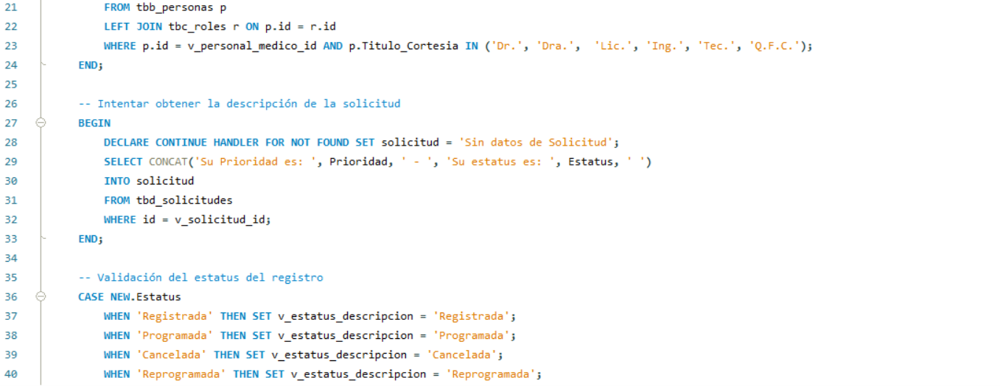 21 FROM tbb_personas p
22 LEFT JOIN tbc_roles r ON p.id = r.id
23 WHERE p.id = v_personal_medico_id AND p.Titulo_Cortesia IN ('Dr.', 'Dra.',  'Lic.', 'Ing.', 'Tec.', 'Q.F.C.');
24 END;
25
26 -- Intentar obtener la descripción de la solicitud
27 BEGIN
28 DECLARE CONTINUE HANDLER FOR NOT FOUND SET solicitud = 'Sin datos de Solicitud';
29 SELECT CONCAT('Su Prioridad es: ', Prioridad, ' - ', 'Su estatus es: ', Estatus, ' ')
30 INTO solicitud
31 FROM tbd_solicitudes
32 WHERE id = v_solicitud_id;
33 END;
34
35 -- Validación del estatus del registro
36 CASE NEW.Estatus
37 WHEN 'Registrada' THEN SET v_estatus_descripcion = 'Registrada';
38 WHEN 'Programada' THEN SET v_estatus_descripcion = 'Programada';
39 WHEN 'Cancelada' THEN SET v_estatus_descripcion = 'Cancelada';
40 WHEN 'Reprogramada' THEN SET v_estatus_descripcion = 'Reprogramada';